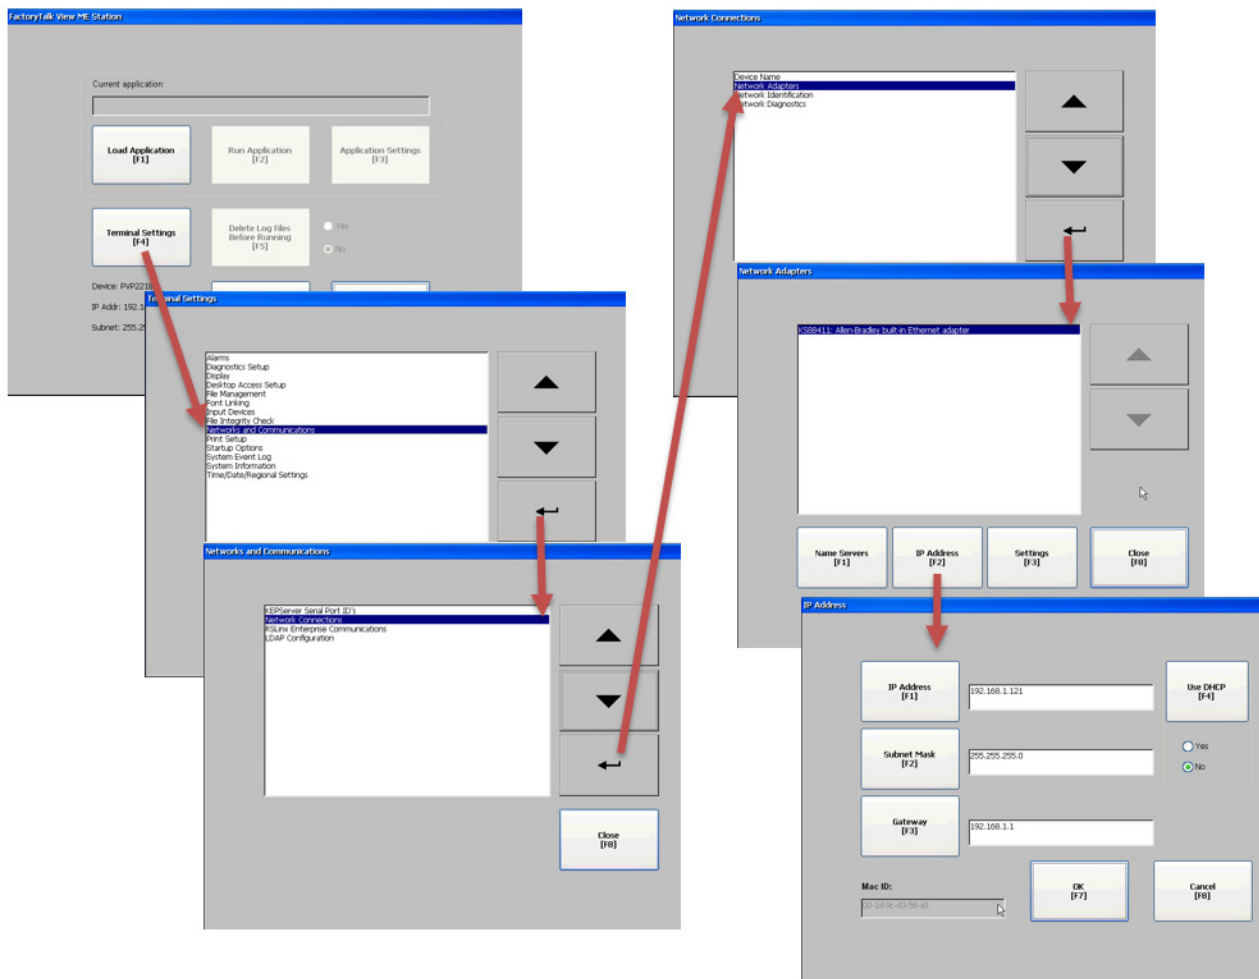 FactoryTalk View ME Station
Current application:
Load Application
[F1]
Run Application
[F2]
Application Settings
[F3]
Terminal Settings
[F4]
Delete Log Files
Before Running
[F5]
Yes
No
Device: PVP221
IP Addr: 192.1
Subnet: 255.25
Terminal Settings
Alarms
Diagnostics Setup
Display
Desktop Access Setup
File Management
Font Linking
Input Devices
File Integrity Check
Networks and Communications
Print Setup
Startup Options
System Event Log
System Information
Time/Date/Regional Settings
Networks and Communications
KEPServer Serial Port ID's
Network Connections
RSLinx Enterprise Communications
LDAP Configuration
Close
[F8]
Network Connections
Device Name
Network Adapters
Network Identification
Network Diagnostics
Network Adapters
KS88411: Allen-Bradley built-in Ethernet adapter
Name Servers
[F1]
IP Address
[F2]
Settings
[F3]
Close
[F8]
IP Address
IP Address
[F1]
192.168.1.121
Use DHCP
[F4]
Subnet Mask
[F2]
255.255.255.0
Yes
No
Gateway
[F3]
192.168.1.1
Mac ID:
00-1d-9c-d3-56-a9
OK
[F7]
Cancel
[F8]